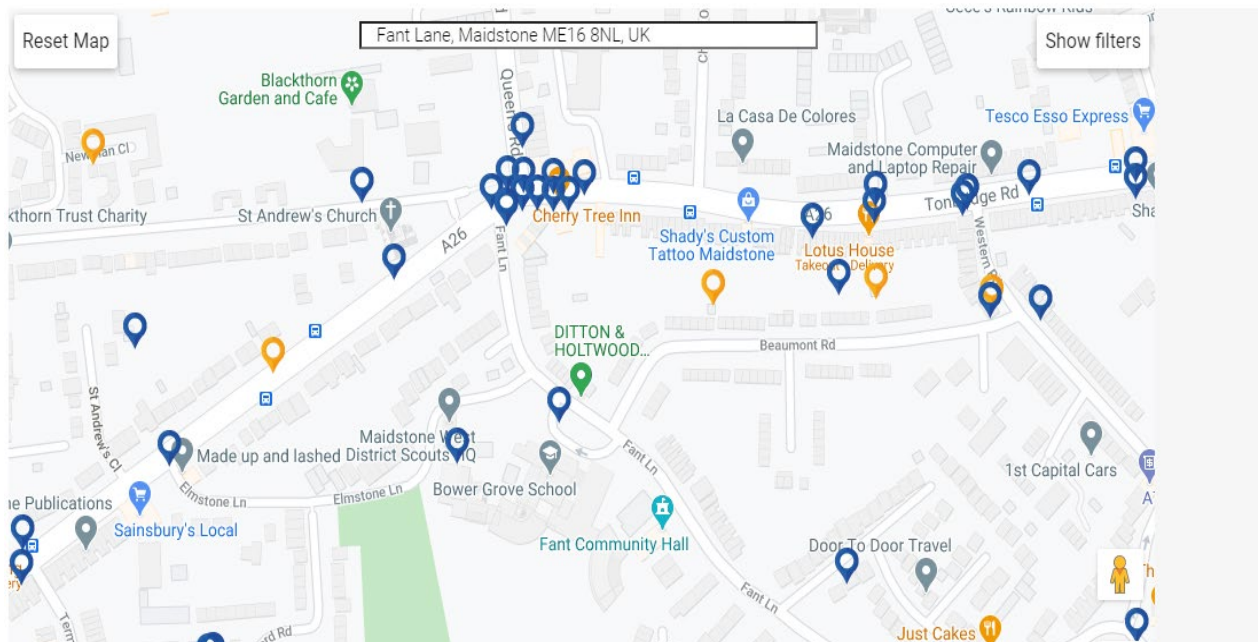 Reset Map
Fant Lane, Maidstone ME16 8NL, UK
Show filters
Blackthorn
Garden and Cafe
Queen's Rd
La Casa De Colores
Tesco Esso Express
Maidstone Computer
and Laptop Repair
kthorn Trust Charity
St Andrew's Church
A26
Fant Ln
Cherry Tree Inn
Shady's Custom
Tattoo Maidstone
A26
Lotus House
Takeout Delivery
Sha
DITTON &
HOLTWOOD...
Beaumont Rd
St Andrew's Cl
Made up and lashed
Maidstone West
District Scouts HQ
Elmstone Ln
Elmstone Ln
Bower Grove School
Fant Ln
1st Capital Cars
ne Publications
Sainsbury's Local
Fant Community Hall
Door To Door Travel
Fant Ln
Just Cakes